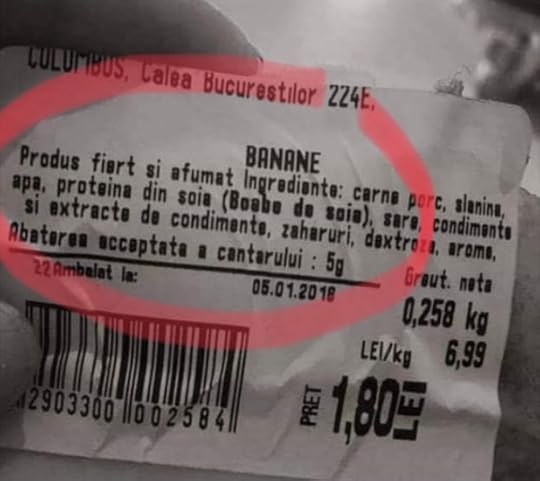 COLUMBUS, Calea Bucurestilor 224E,
BANANE
Produs fiert si afumat Ingrediente: carne porc, slanina,
apa, proteina din soia (Boabe de soia), sare, condimente
si extracte de condimente, zaharuri, dextroza, arome,
Abaterea acceptata a cantarului : 5g
22 Ambalat la: 05.01.2018
Greut. neta
0,258 kg
LEI/kg 6,99
PRET 1,80 LEI
2903300 002584